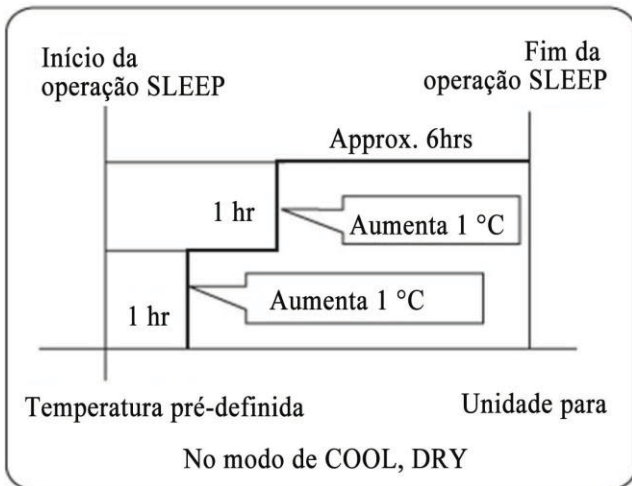 Início da
operação SLEEP
Fim da
operação SLEEP
Approx. 6hrs
1 hr
Aumenta 1 °C
1 hr
Aumenta 1 °C
Temperatura pré-definida
Unidade para
No modo de COOL, DRY